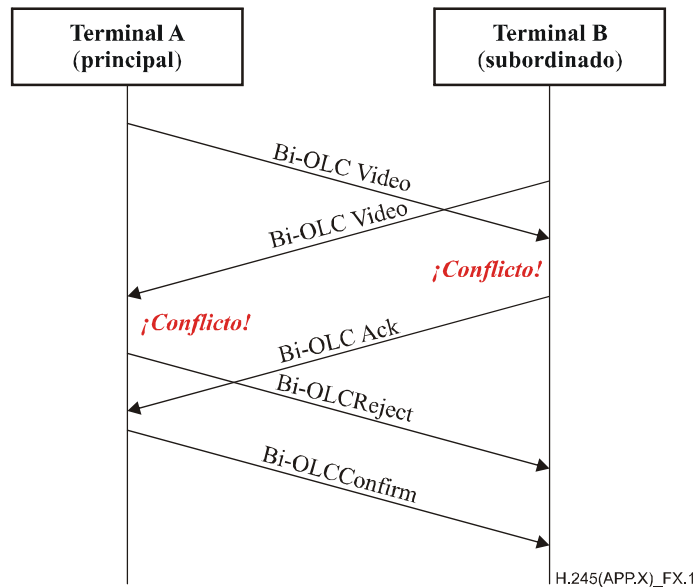 Terminal A
(principal)
Terminal B
(subordinado)
Bi-OLC Video
Bi-OLC Video
¡Conflicto!
¡Conflicto!
Bi-OLC Ack
Bi-OLCReject
Bi-OLCConfirm
H.245(APP.X)_FX.1